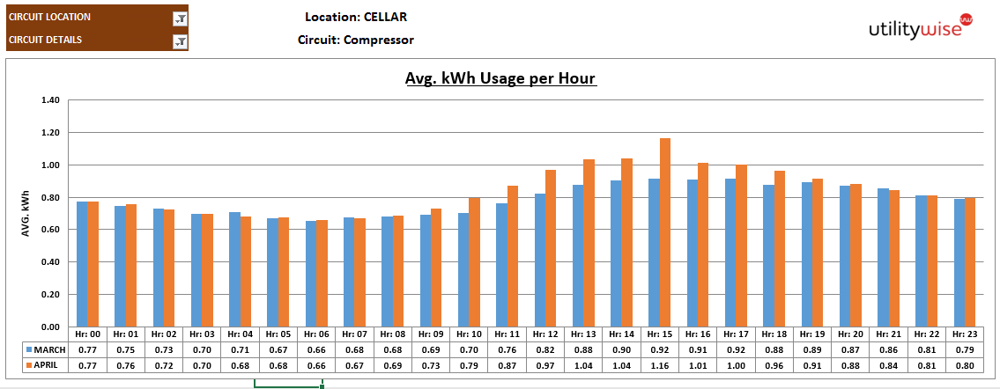 CIRCUIT LOCATION
CIRCUIT DETAILS
Location: CELLAR
Circuit: Compressor
utilitywise
uw
Avg. kWh Usage per Hour
AVG. kWh
1.40
1.20
1.00
0.80
0.60
0.40
0.20
0.00
Hr: 00 Hr: 01 Hr: 02 Hr: 03 Hr: 04 Hr: 05 Hr: 06 Hr: 07 Hr: 08 Hr: 09 Hr: 10 Hr: 11 Hr: 12 Hr: 13 Hr: 14 Hr: 15 Hr: 16 Hr: 17 Hr: 18 Hr: 19 Hr: 20 Hr: 21 Hr: 22 Hr: 23
MARCH 0.77 0.75 0.73 0.70 0.71 0.67 0.66 0.68 0.68 0.69 0.70 0.76 0.82 0.88 0.90 0.92 0.91 0.92 0.88 0.89 0.87 0.86 0.81 0.79
APRIL 0.77 0.76 0.72 0.70 0.68 0.68 0.66 0.67 0.69 0.73 0.79 0.87 0.97 1.04 1.04 1.16 1.01 1.00 0.96 0.91 0.88 0.84 0.81 0.80